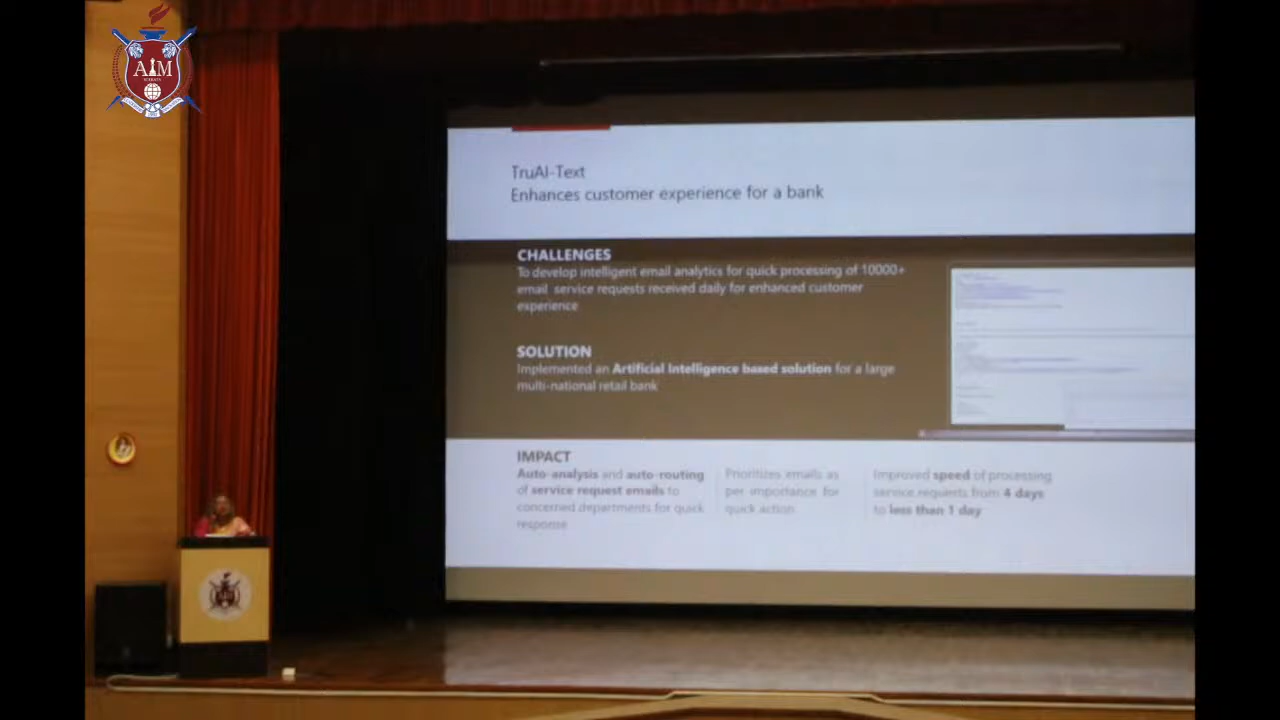 AIM
TruAI-Text
Enhances customer experience for a bank
CHALLENGES
To develop intelligent email analytics for quick processing of 10000+
email service requests received daily for enhanced customer
experience
SOLUTION
Implemented an Artificial Intelligence based solution for a large
multi-national retail bank
IMPACT
Auto-analysis and auto-routing
of service request emails to
concerned departments for quick
response
Prioritizes emails as
per importance for
quick action
Improved speed of processing
service requests from 4 days
to less than 1 day